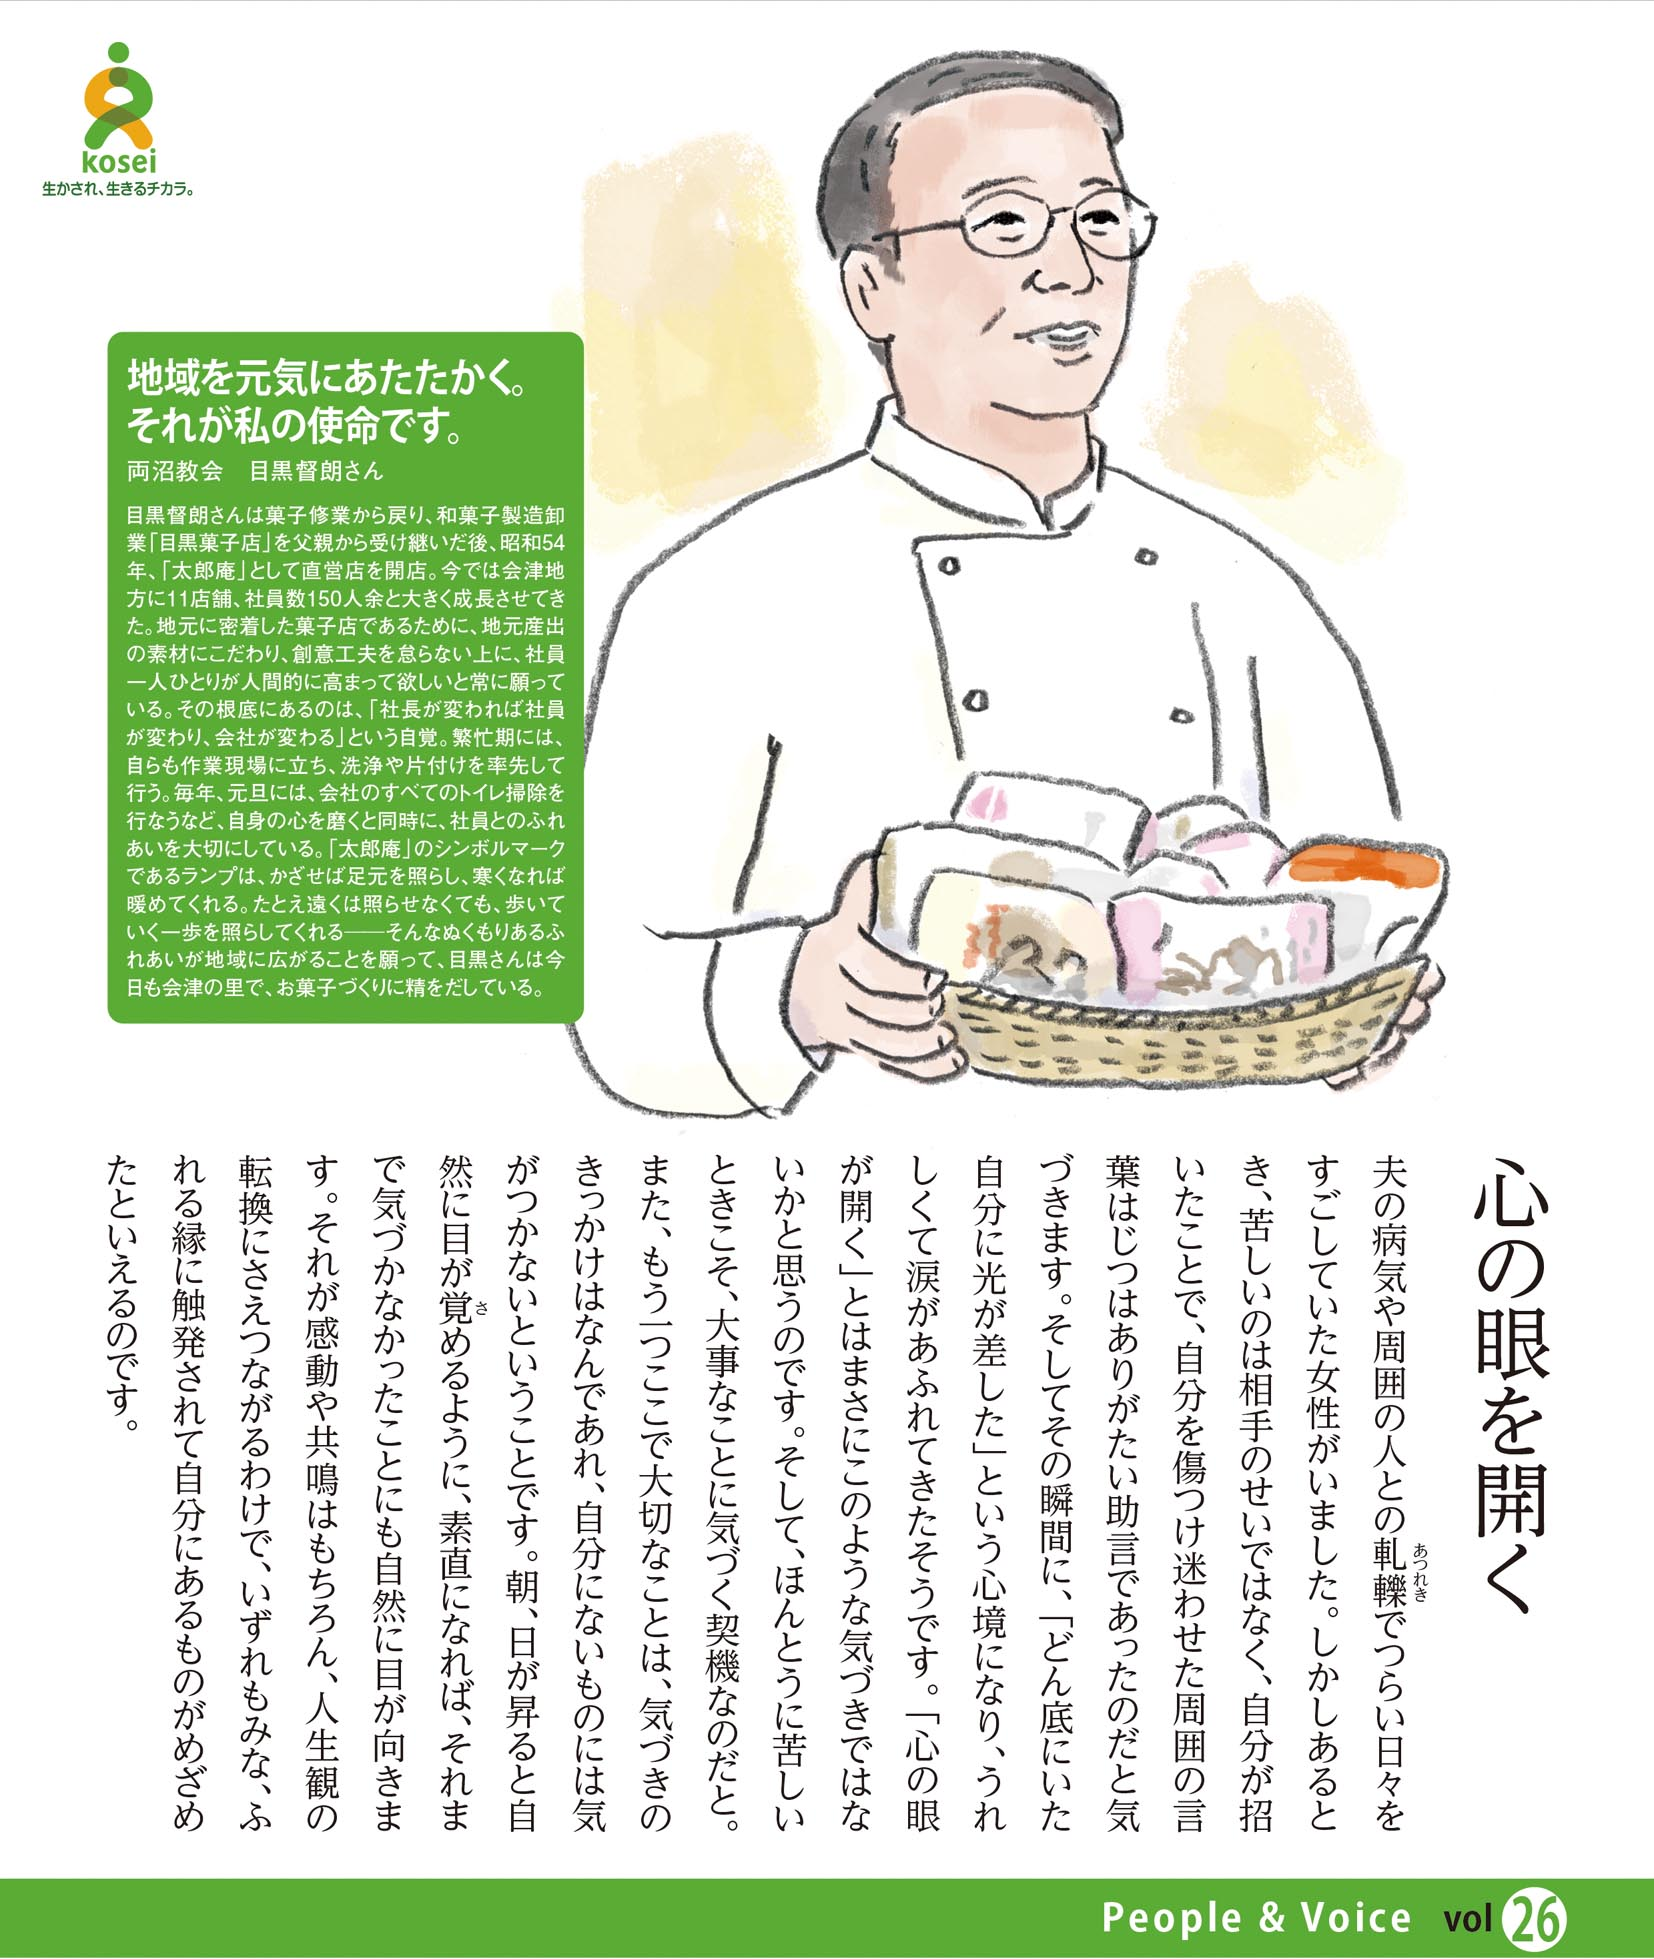 kosei
生かされ、生きるチカラ。
地域を元気にあたたかく。
それが私の使命です。
両沼教会　目黒督朗さん
目黒督朗さんは菓子修業から戻り、和菓子製造卸
業「目黒菓子店」を父親から受け継いだ後、昭和54
年、「太郎庵」として直営店を開店。今では会津地
方に11店舗、社員数150人余と大きく成長させてき
た。地元に密着した菓子店であるために、地元産出
の素材にこだわり、創意工夫を怠らない上に、社員
一人ひとりが人間的に高まって欲しいと常に願って
いる。その根底にあるのは、「社長が変われば社員
が変わり、会社が変わる」という自覚。繁忙期には、
自らも作業現場に立ち、洗浄や片付けを率先して
行う。毎年、元旦には、会社のすべてのトイレ掃除を
行なうなど、自身の心を磨くと同時に、社員とのふれ
あいを大切にしている。「太郎庵」のシンボルマーク
であるランプは、かざせば足元を照らし、寒くなれば
暖めてくれる。たとえ遠くは照らせなくても、歩いて
いく一歩を照らしてくれる──そんなぬくもりあるふ
れあいが地域に広がることを願って、目黒さんは今
日も会津の里で、お菓子づくりに精をだしている。
心の眼を開く
夫の病気や周囲の人との軋轢でつらい日々を
あつれき
すごしていた女性がいました。しかしあると
き、苦しいのは相手のせいではなく、自分が招
いたことで、自分を傷つけ迷わせた周囲の言
葉はじつはありがたい助言であったのだと気
づきます。そしてその瞬間に、「どん底にいた
自分に光が差した」という心境になり、うれ
しくて涙があふれてきたそうです。「心の眼
が開く」とはまさにこのような気づきではな
いかと思うのです。そして、ほんとうに苦しい
ときこそ、大事なことに気づく契機なのだと。
また、もう一つここで大切なことは、気づきの
きっかけはなんであれ、自分にないものには気
がつかないということです。朝、日が昇ると自
然に目が覚めるように、素直になれば、それま
さ
で気づかなかったことにも自然に目が向きま
す。それが感動や共鳴はもちろん、人生観の
転換にさえつながるわけで、いずれもみな、ふ
れる縁に触発されて自分にあるものがめざめ
たといえるのです。
People & Voice vol 26